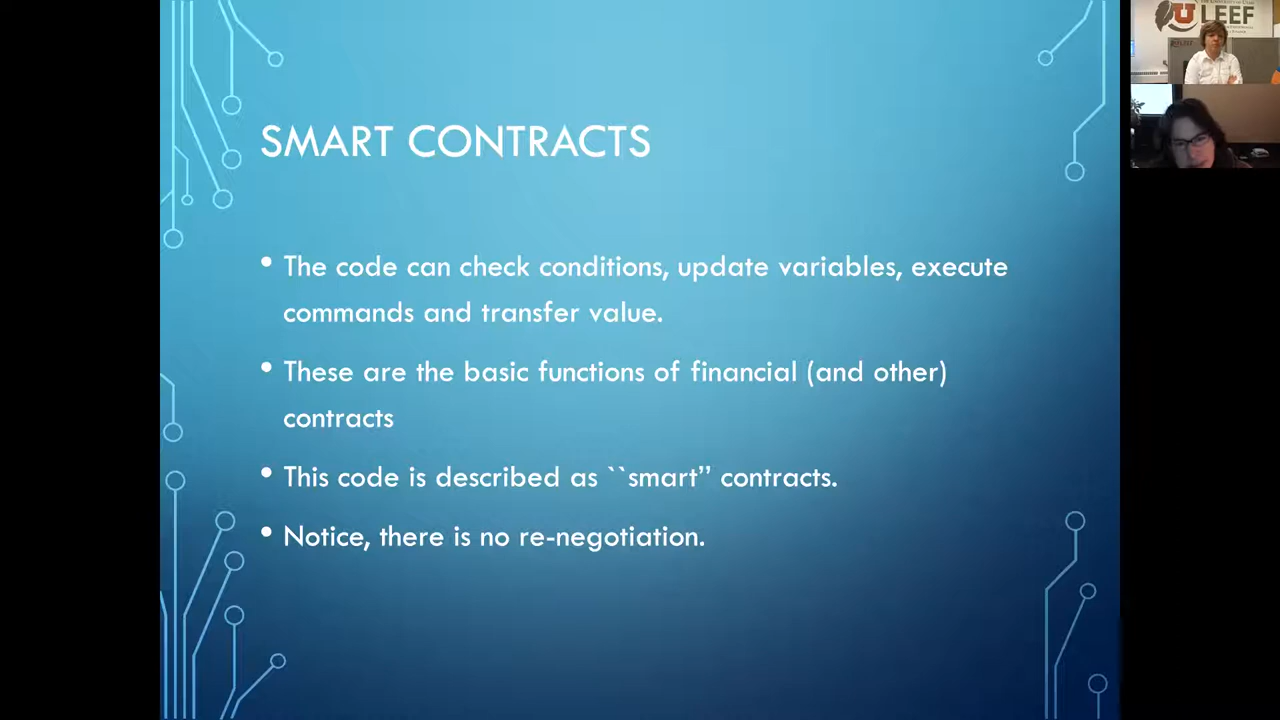 SMART CONTRACTS
• The code can check conditions, update variables, execute
commands and transfer value.
• These are the basic functions of financial (and other)
contracts
• This code is described as ``smart’’ contracts.
• Notice, there is no re-negotiation.
U LEEF